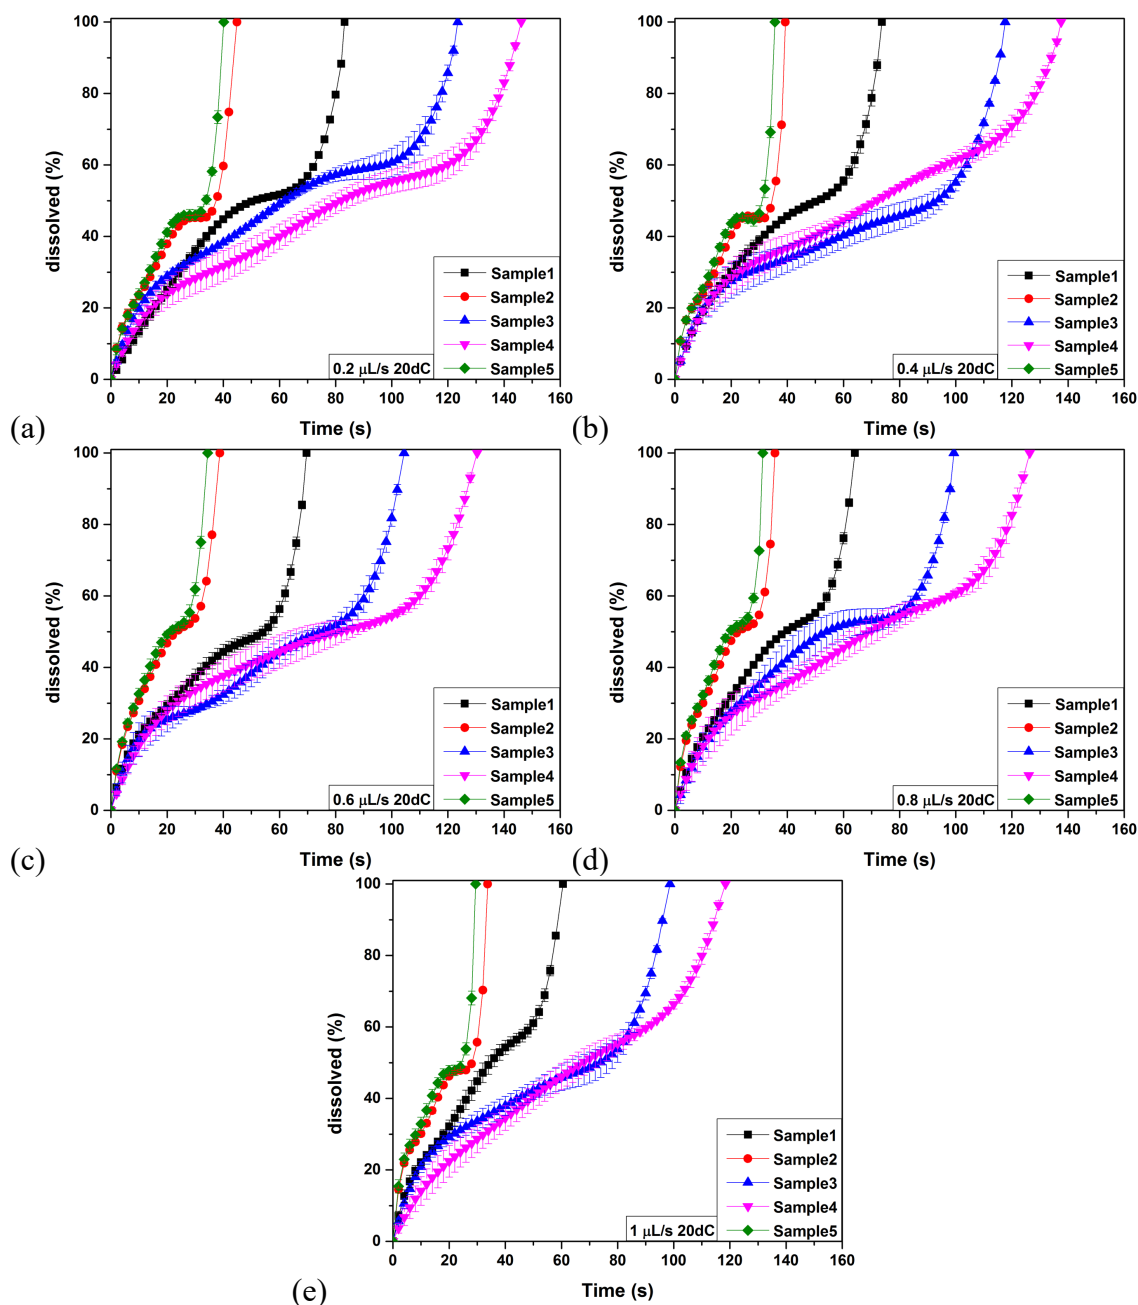 100
80
60
40
20
0
dissolved (%)
Sample1
Sample2
Sample3
Sample4
Sample5
0.2 μL/s 20dC
0 20 40 60 80 100 120 140 160
Time (s)
(a)
100
80
60
40
20
0
dissolved (%)
Sample1
Sample2
Sample3
Sample4
Sample5
0.4 μL/s 20dC
0 20 40 60 80 100 120 140 160
Time (s)
(b)
100
80
60
40
20
0
dissolved (%)
Sample1
Sample2
Sample3
Sample4
Sample5
0.6 μL/s 20dC
0 20 40 60 80 100 120 140 160
Time (s)
(c)
100
80
60
40
20
0
dissolved (%)
Sample1
Sample2
Sample3
Sample4
Sample5
0.8 μL/s 20dC
0 20 40 60 80 100 120 140 160
Time (s)
(d)
100
80
60
40
20
0
dissolved (%)
Sample1
Sample2
Sample3
Sample4
Sample5
1 μL/s 20dC
0 20 40 60 80 100 120 140 160
Time (s)
(e)